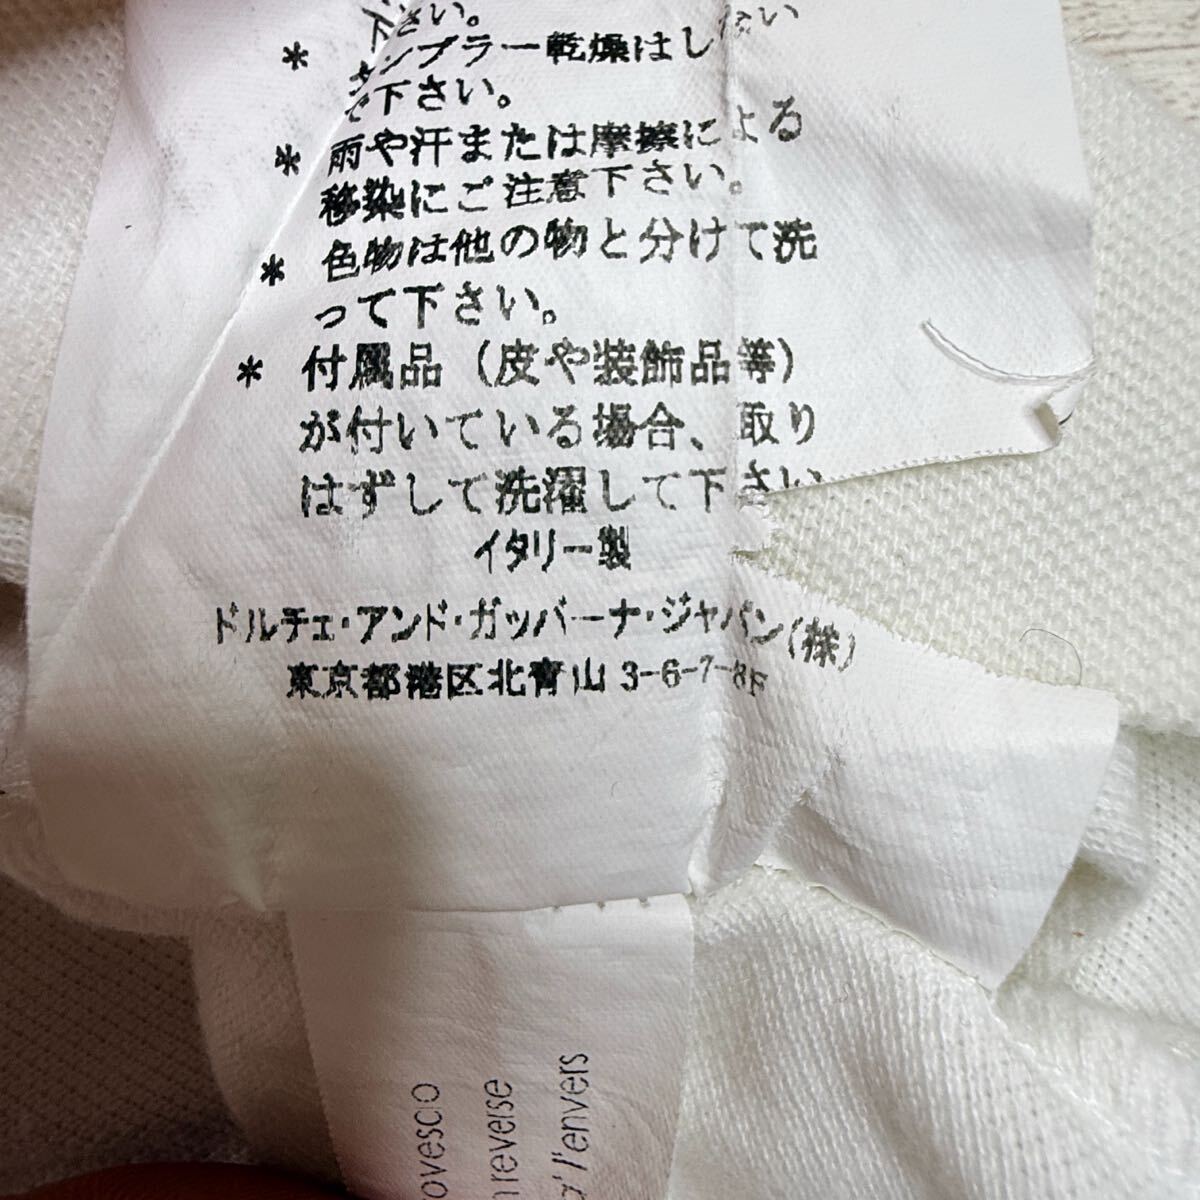 下さい。
* タンブラー乾燥はしない
で下さい。
* 雨や汗または摩擦による
移染にご注意下さい。
* 色物は他の物と分けて洗
って下さい。
* 付属品（皮や装飾品等）
が付いている場合、取り
はずして洗濯して下さい
イタリー製
ドルチェ・アンド・ガッバーナ・ジャパン(株)
東京都港区北青山 3-6-7-8F
ovescio
reverse
l'envers